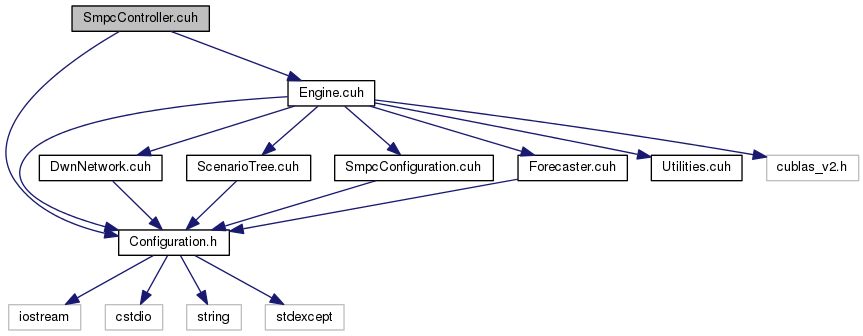 SmpcController.cuh
Engine.cuh
DwnNetwork.cuh
ScenarioTree.cuh
SmpcConfiguration.cuh
Forecaster.cuh
Utilities.cuh
cublas_v2.h
Configuration.h
iostream
cstdio
string
stdexcept